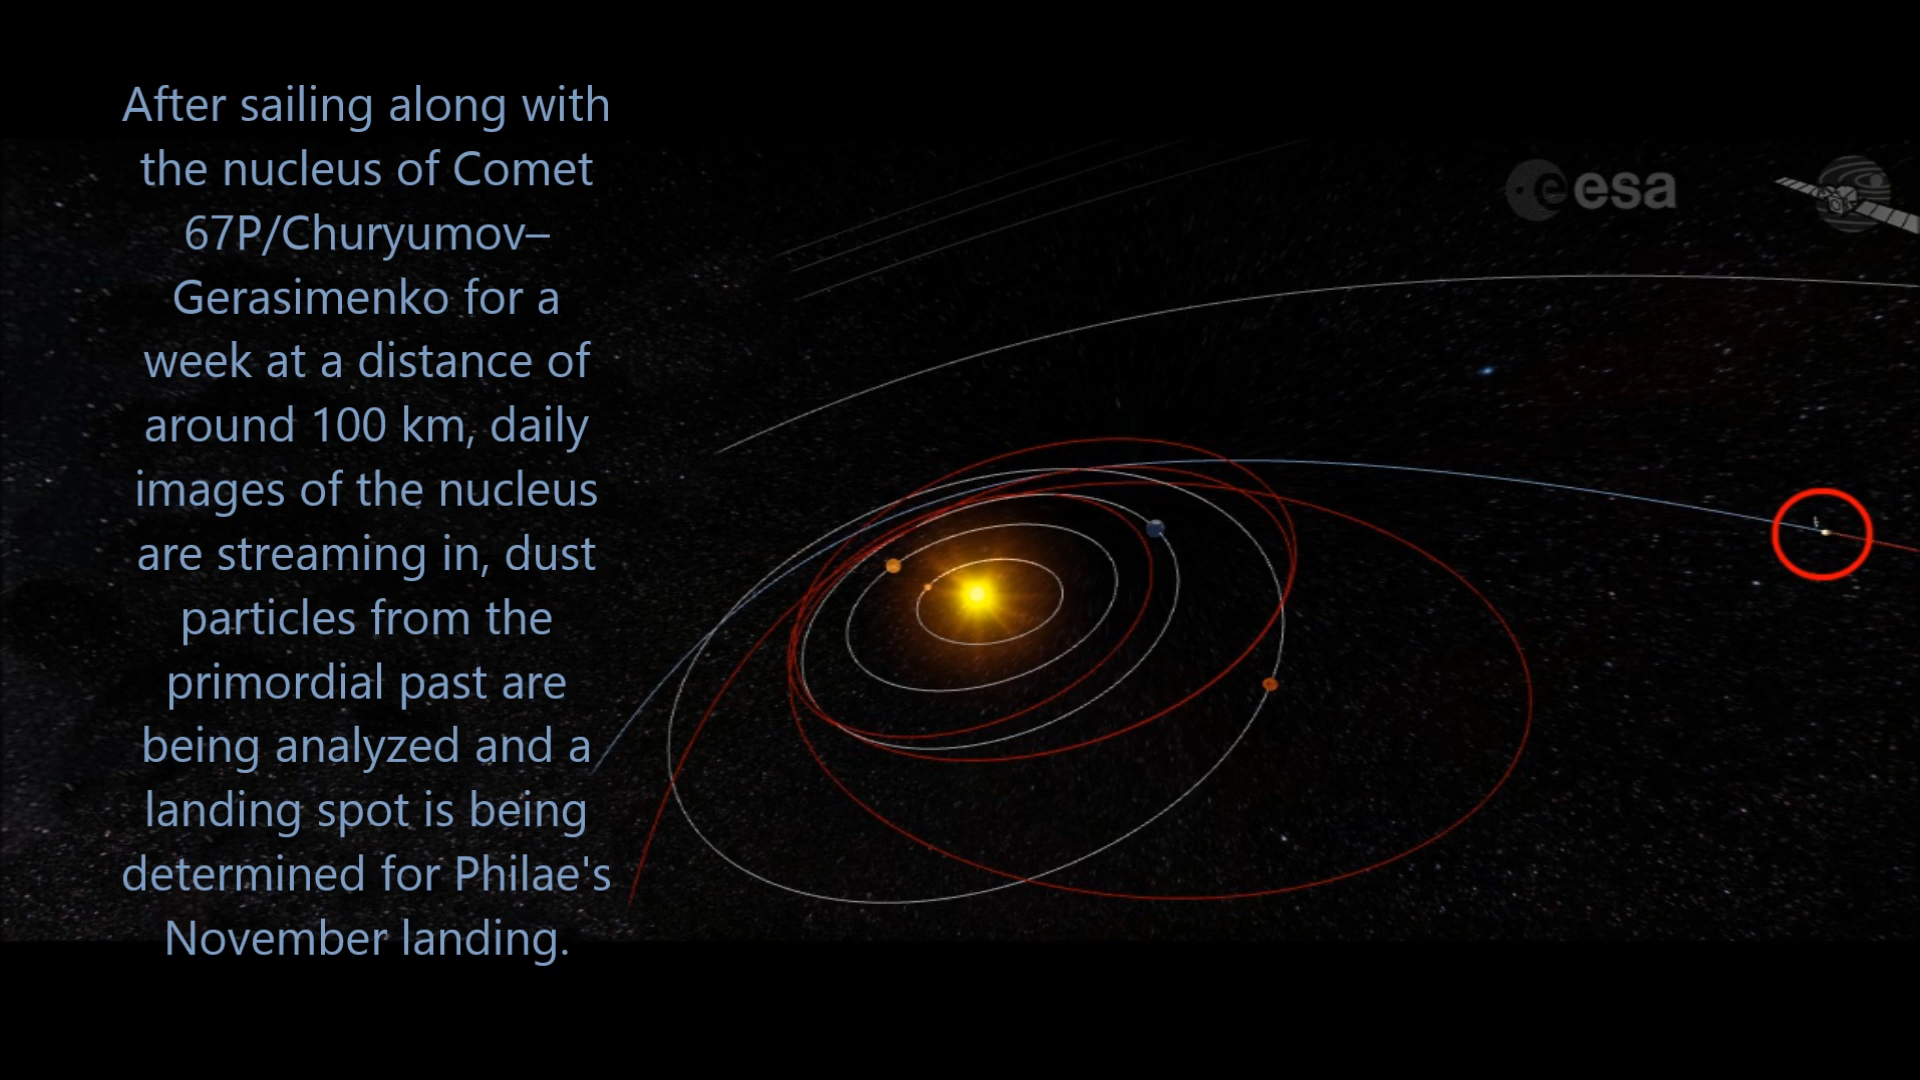 After sailing along with
the nucleus of Comet
67P/Churyumov–
Gerasimenko for a
week at a distance of
around 100 km, daily
images of the nucleus
are streaming in, dust
particles from the
primordial past are
being analyzed and a
landing spot is being
determined for Philae's
November landing.
esa